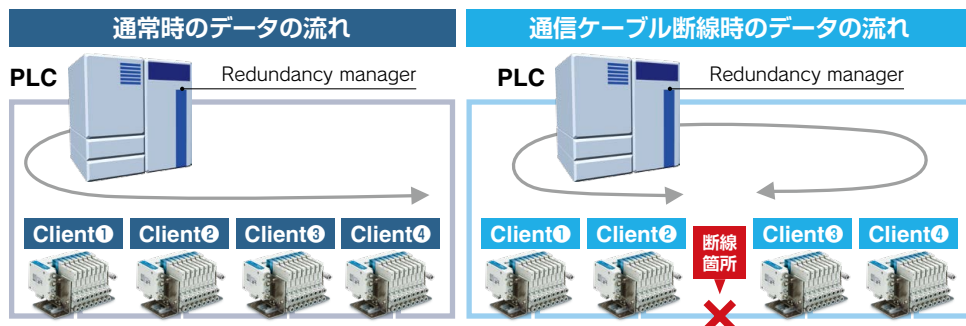 通常時のデータの流れ
PLC
Redundancy manager
Client❶
Client❷
Client❸
Client❹
通信ケーブル断線時のデータの流れ
PLC
Redundancy manager
Client❶
Client❷
断線
箇所
Client❸
Client❹